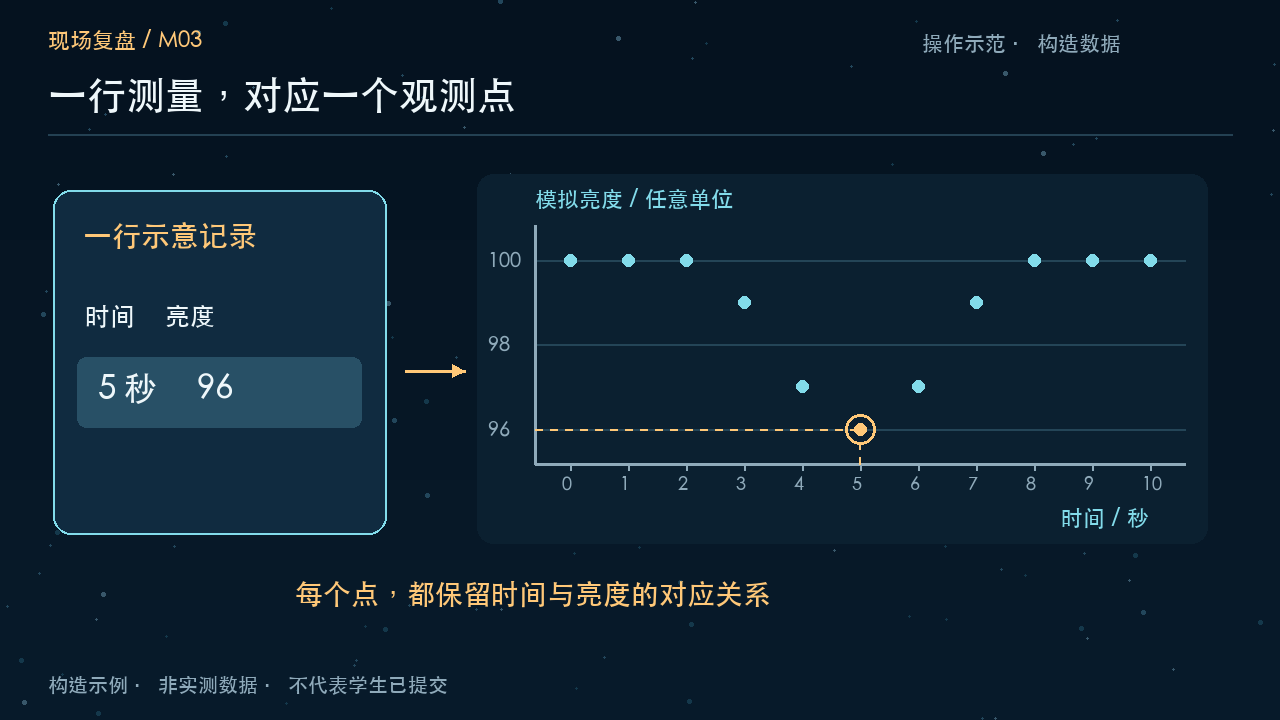 现场复盘 / M03
操作示范 · 构造数据
一行测量，对应一个观测点
一行示意记录
时间 亮度
5 秒 96
模拟亮度 / 任意单位
100
98
96
0 1 2 3 4 5 6 7 8 9 10
时间 / 秒
每个点，都保留时间与亮度的对应关系
构造示例 · 非实测数据 · 不代表学生已提交